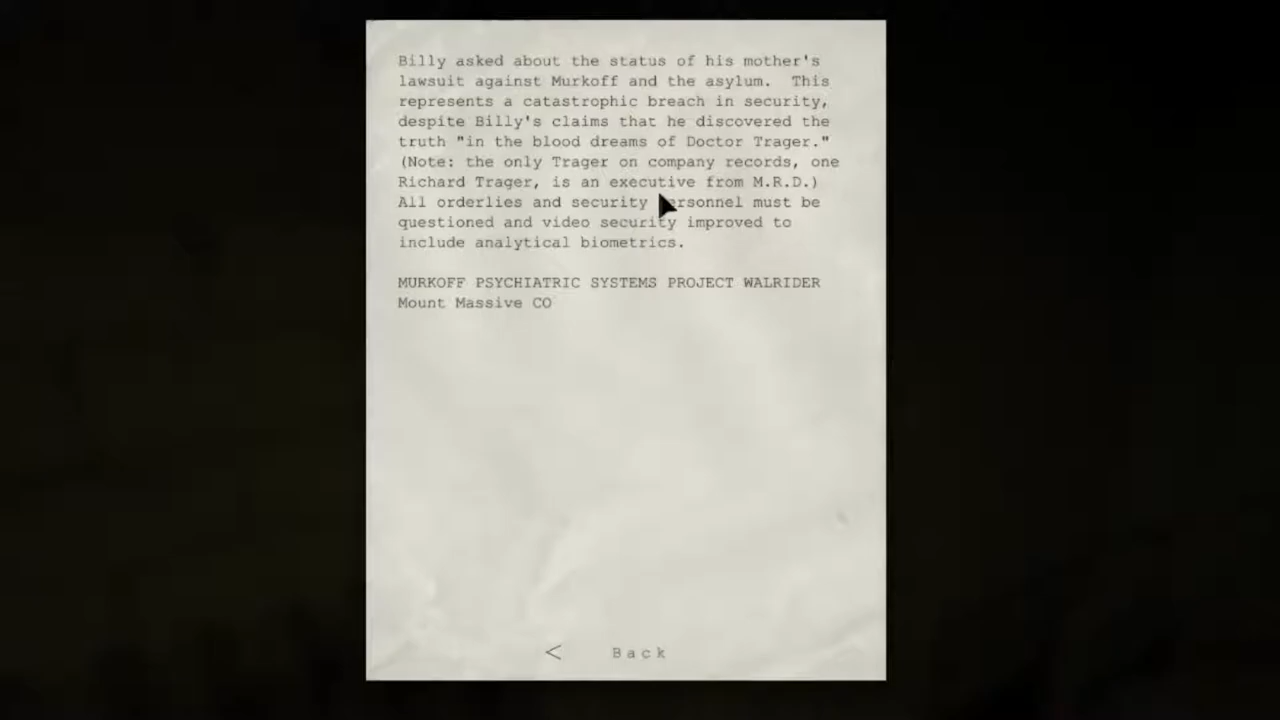 Billy asked about the status of his mother's
lawsuit against Murkoff and the asylum.  This
represents a catastrophic breach in security,
despite Billy's claims that he discovered the
truth "in the blood dreams of Doctor Trager."
(Note: the only Trager on company records, one
Richard Trager, is an executive from M.R.D.)
All orderlies and security personnel must be
questioned and video security improved to
include analytical biometrics.
MURKOFF PSYCHIATRIC SYSTEMS PROJECT WALRIDER
Mount Massive CO
< Back